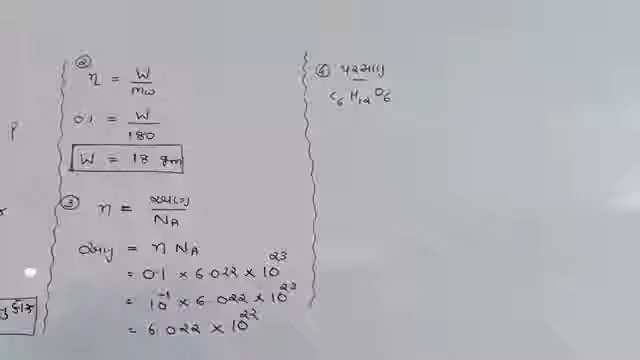 ② η = W / mw
0.1 = W / 180
W = 18 gm
③ η = અણુ / NA
અણુ = η NA
= 0.1 × 6.022 × 10^23
= 10^-1 × 6.022 × 10^23
= 6.022 × 10^22
પરમાણુ
C6 H12 O6